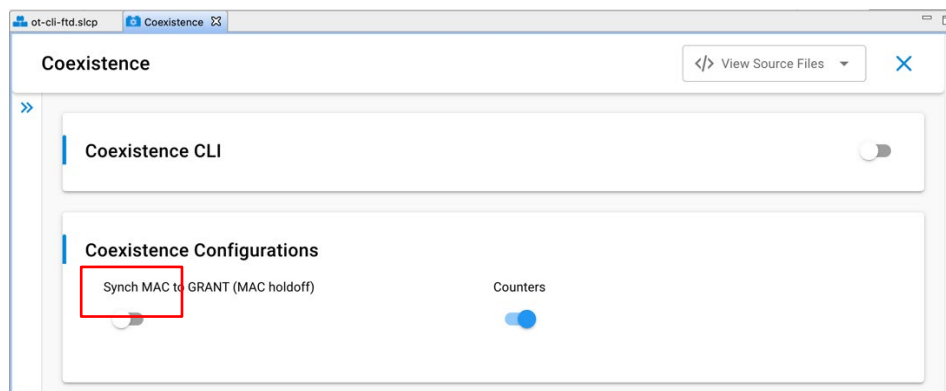 ot-cli-ftd.slcp
Coexistence
Coexistence
</> View Source Files
Coexistence CLI
Coexistence Configurations
Synch MAC to GRANT (MAC holdoff)
Counters